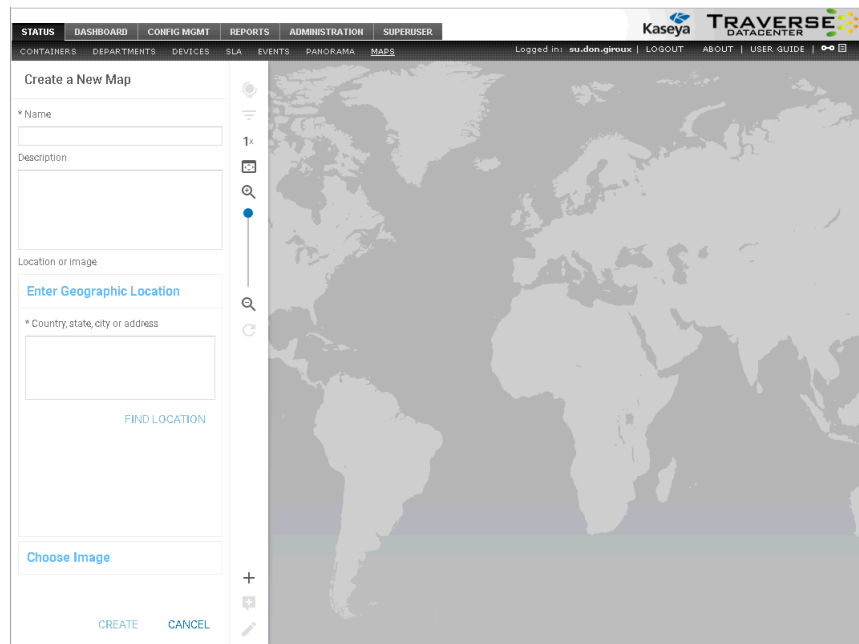 STATUS DASHBOARD CONFIG MGMT REPORTS ADMINISTRATION SUPERUSER
Kaseya TRAVERSE DATACENTER
CONTAINERS DEPARTMENTS DEVICES SLA EVENTS PANORAMA MAPS
Logged in: su.don.giroux | LOGOUT ABOUT | USER GUIDE |
Create a New Map
* Name
1x
Description
Location or image
Enter Geographic Location
* Country, state, city or address
FIND LOCATION
Choose Image
CREATE CANCEL